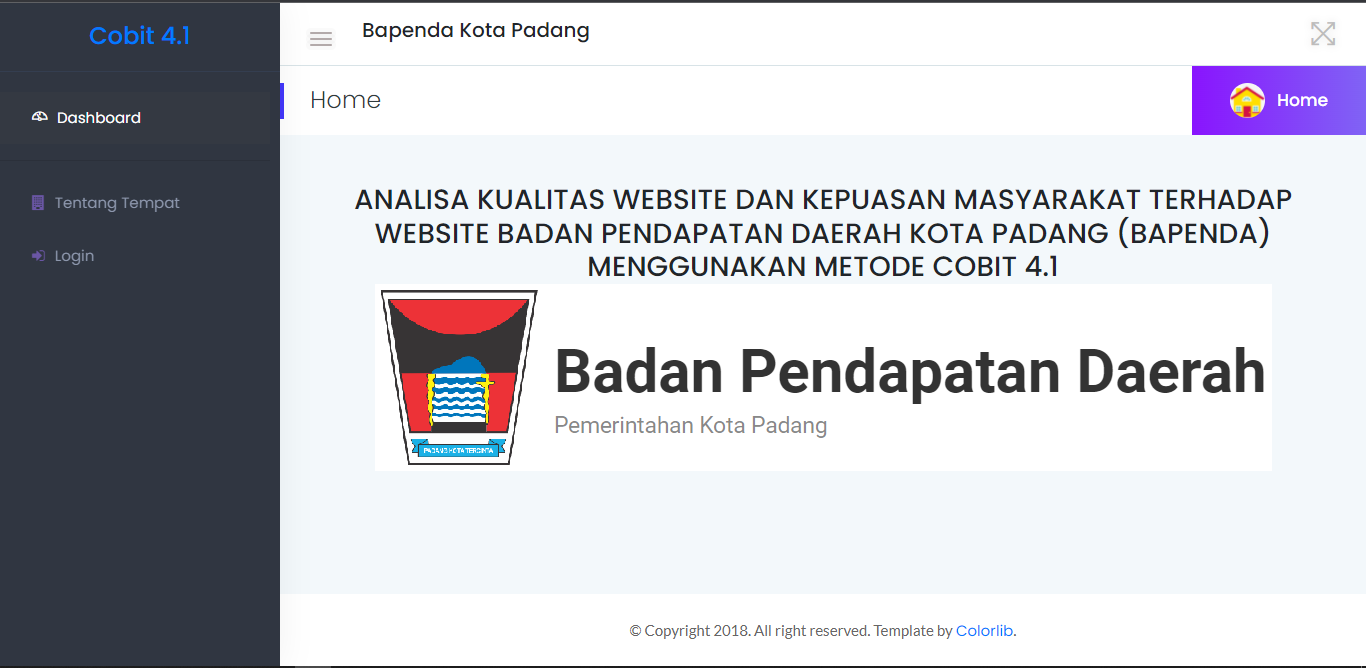 Cobit 4.1
Bapenda Kota Padang
Dashboard
Home
Home
Tentang Tempat
Login
ANALISA KUALITAS WEBSITE DAN KEPUASAN MASYARAKAT TERHADAP
WEBSITE BADAN PENDAPATAN DAERAH KOTA PADANG (BAPENDA)
MENGGUNAKAN METODE COBIT 4.1
Badan Pendapatan Daerah
Pemerintahan Kota Padang
PADANG KOTA TERCINTA
© Copyright 2018. All right reserved. Template by Colorlib.